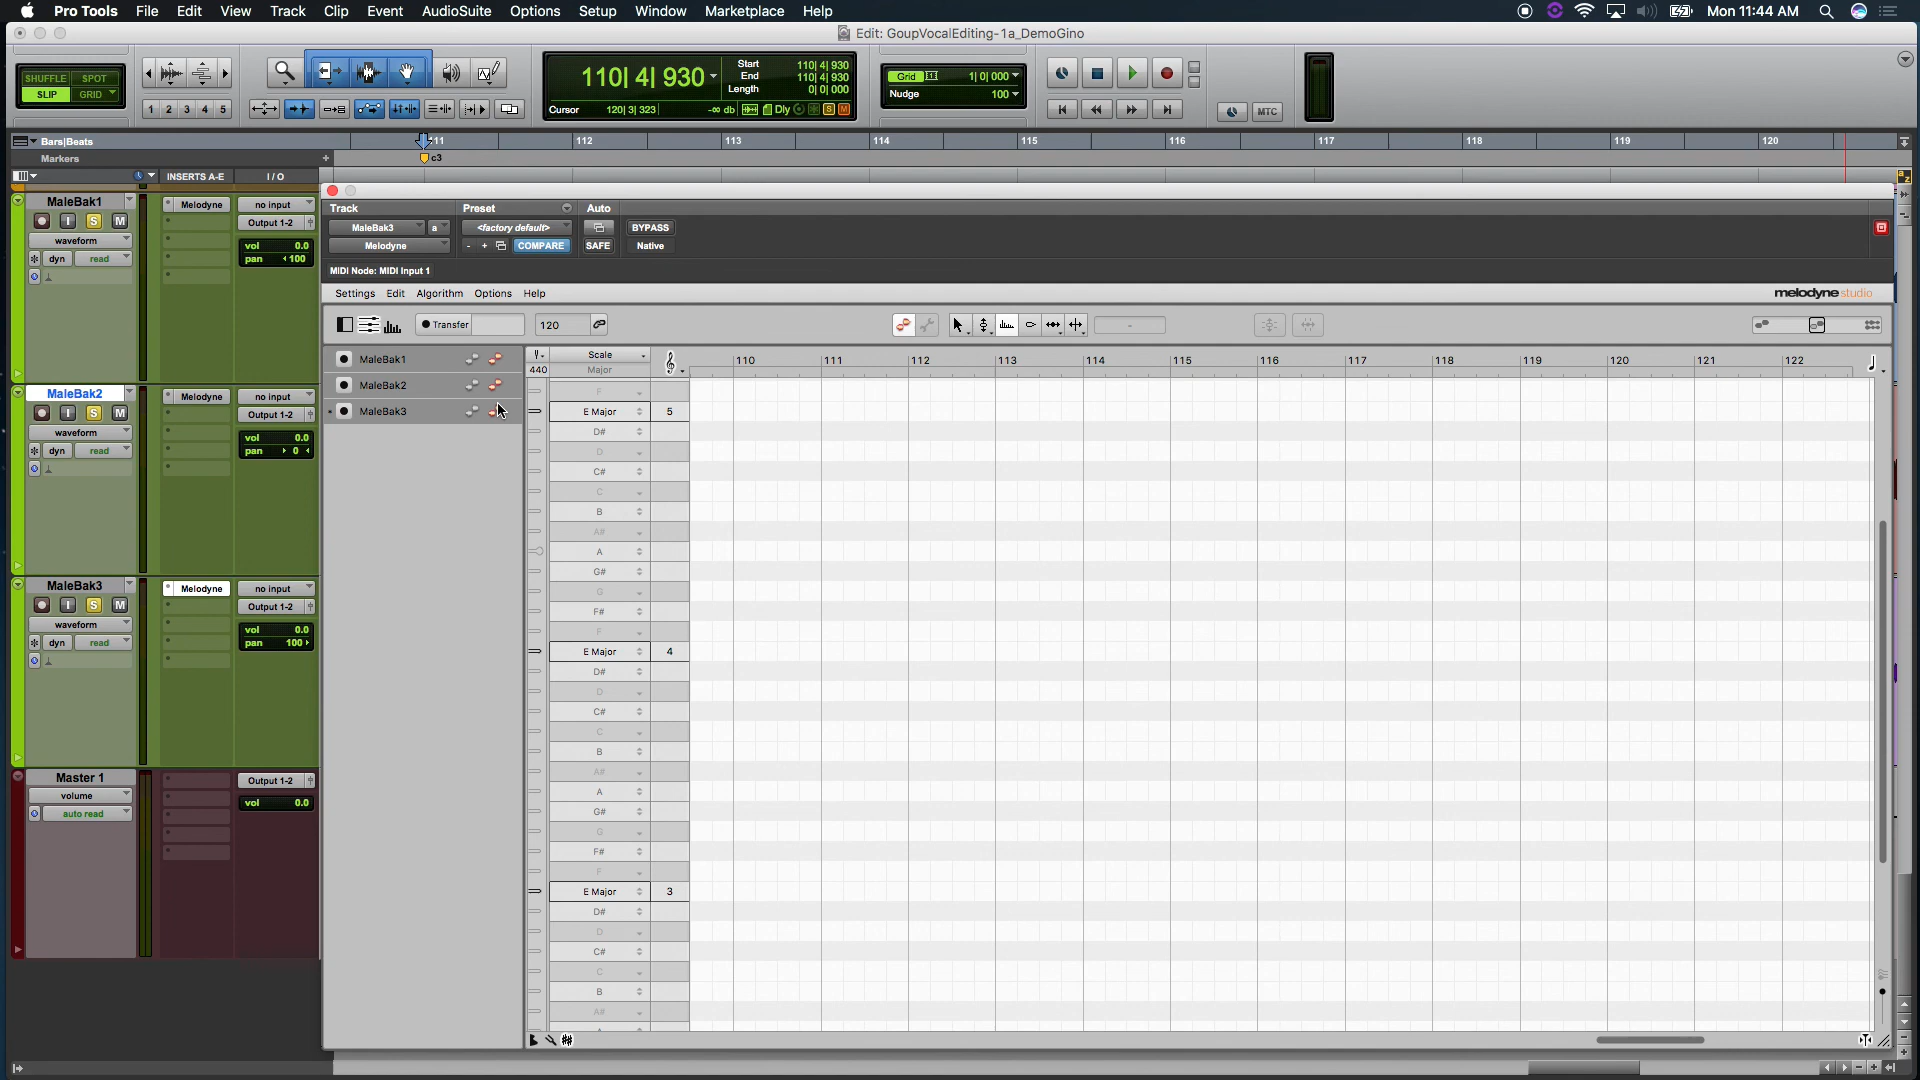 Pro Tools File Edit View Track Clip Event AudioSuite Options Setup Window Marketplace Help Mon 11:44 AM
Edit: GoupVocalEditing-1a_DemoGino
SHUFFLE SPOT
SLIP GRID
1 2 3 4 5
110| 4| 930
Start 110| 4| 930
End 110| 4| 930
Length 0| 0| 000
Cursor 120| 3| 323 -∞ db Dly S M
Grid 1| 0| 000
Nudge 100
MTC
Bars|Beats 111 112 113 114 115 116 117 118 119 120
Markers + c3
INSERTS A-E I / O
MaleBak1 Melodyne no input
I S M Output 1-2
waveform vol 0.0
dyn read pan 100
MaleBak2 Melodyne no input
I S M Output 1-2
waveform vol 0.0
dyn read pan 0
MaleBak3 Melodyne no input
I S M Output 1-2
waveform vol 0.0
dyn read pan 100
Master 1 Output 1-2
volume vol 0.0
auto read
Track Preset Auto
MaleBak3 a <factory default> BYPASS
Melodyne - + COMPARE SAFE Native
MIDI Node: MIDI Input 1
Settings Edit Algorithm Options Help melodyne studio
Transfer 120 -
MaleBak1
MaleBak2
MaleBak3
Scale
440 Major
110 111 112 113 114 115 116 117 118 119 120 121 122
F
E Major 5
D#
D
C#
C
B
A#
A
G#
G
F#
F
E Major 4
D#
D
C#
C
B
A#
A
G#
G
F#
F
E Major 3
D#
D
C#
C
B
A#